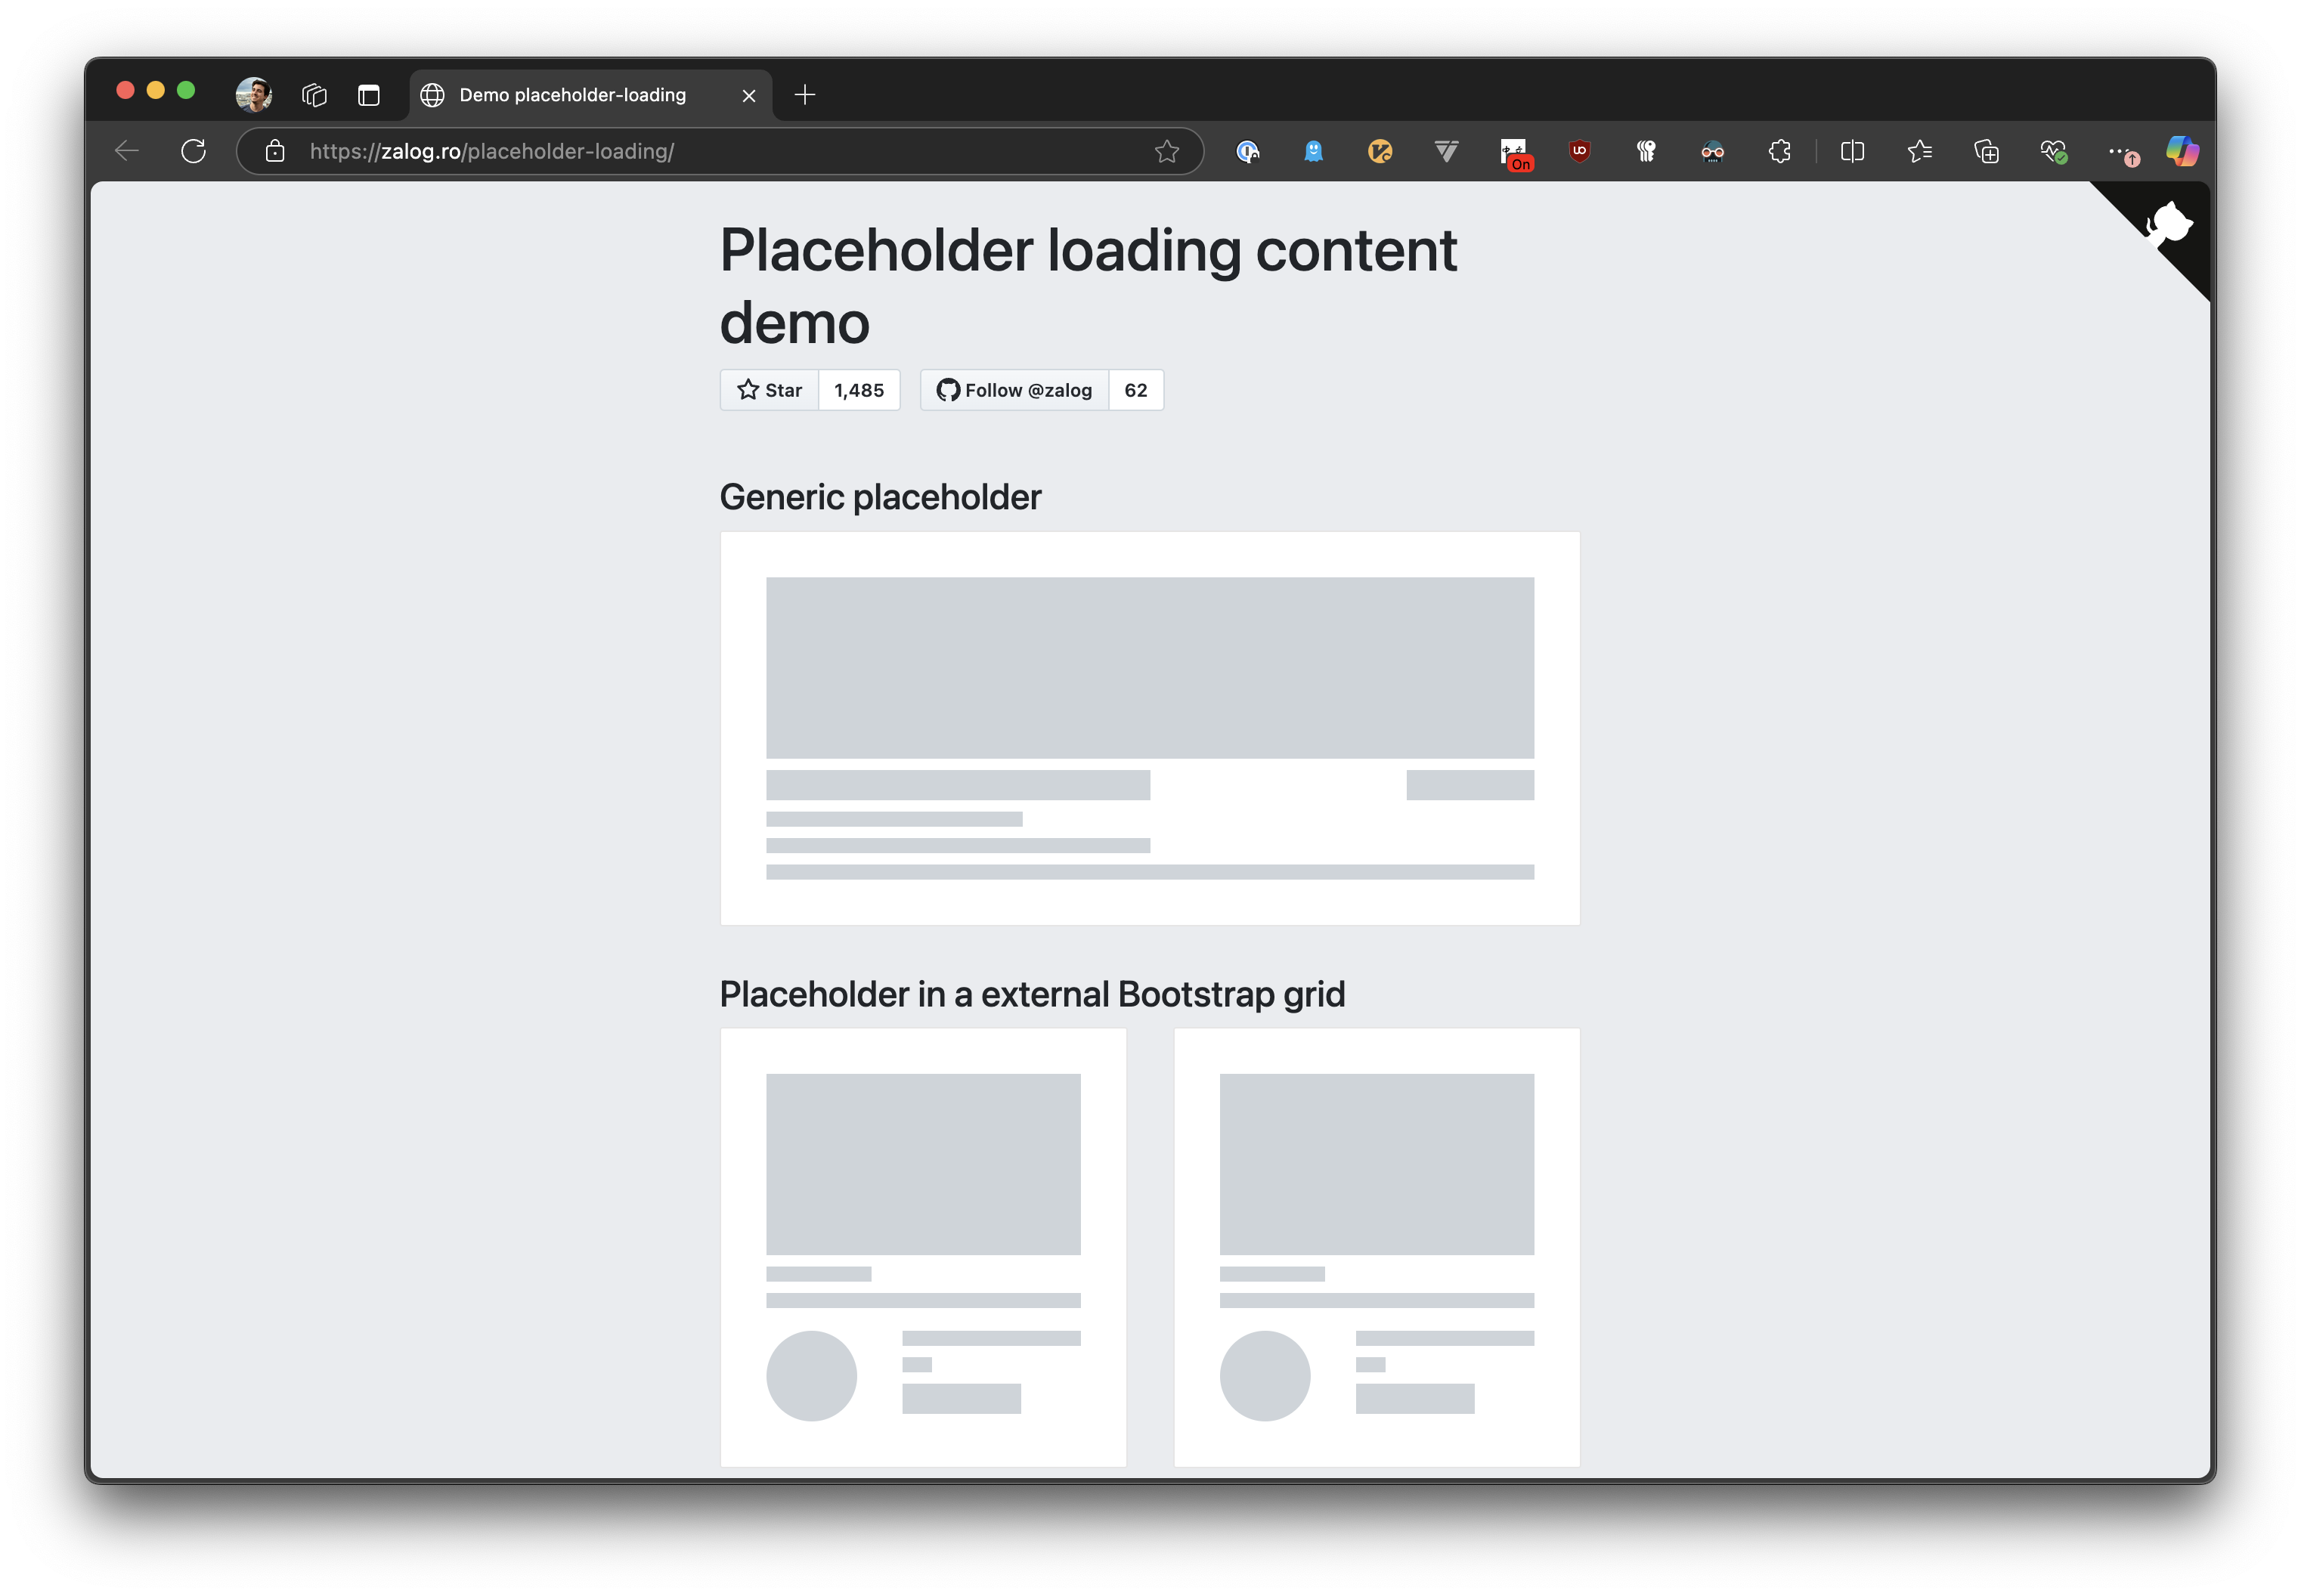 Demo placeholder-loading
https://zalog.ro/placeholder-loading/
On
Placeholder loading content
demo
Star
1,485
Follow @zalog
62
Generic placeholder
Placeholder in a external Bootstrap grid